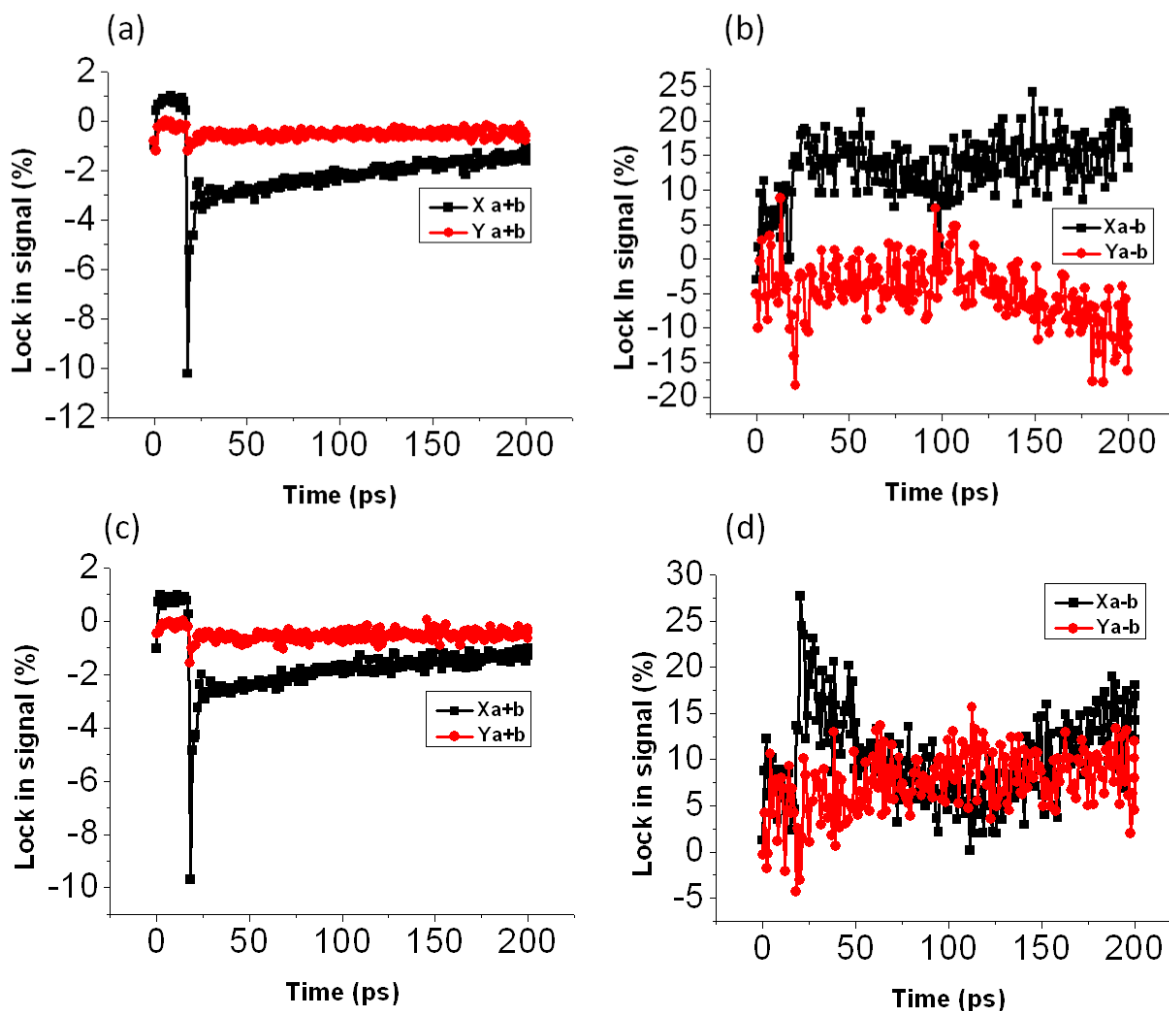 (a)
Lock in signal (%)
2
0
-2
-4
-6
-8
-10
-12
X a+b
Y a+b
0 50 100 150 200
Time (ps)
(b)
Lock In signal (%)
25
20
15
10
5
0
-5
-10
-15
-20
Xa-b
Ya-b
0 50 100 150 200
Time (ps)
(c)
Lock in signal (%)
2
0
-2
-4
-6
-8
-10
Xa+b
Ya+b
0 50 100 150 200
Time (ps)
(d)
Lock in signal (%)
30
25
20
15
10
5
0
-5
Xa-b
Ya-b
0 50 100 150 200
Time (ps)